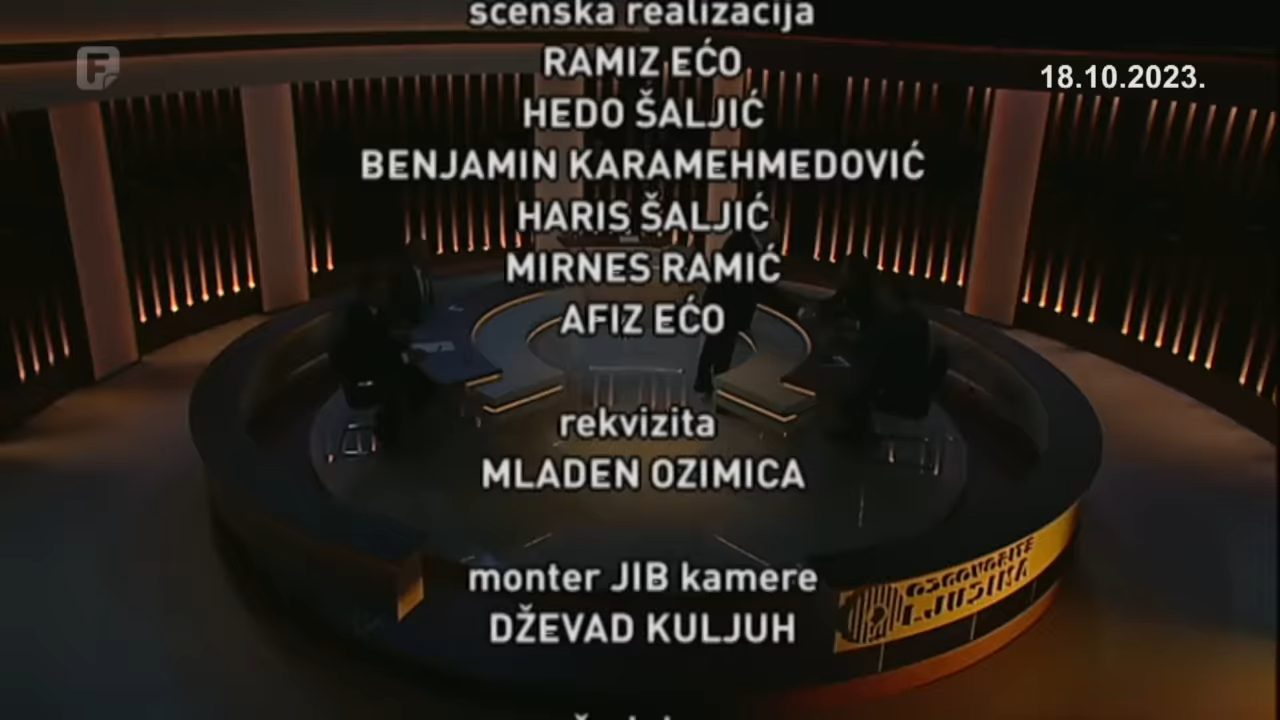 scenska realizacija
RAMIZ EĆO
18.10.2023.
HEDO ŠALJIĆ
BENJAMIN KARAMEHMEDOVIĆ
HARIS ŠALJIĆ
MIRNES RAMIĆ
AFIZ EĆO
rekvizita
MLADEN OZIMICA
monter JIB kamere
DŽEVAD KULJUH